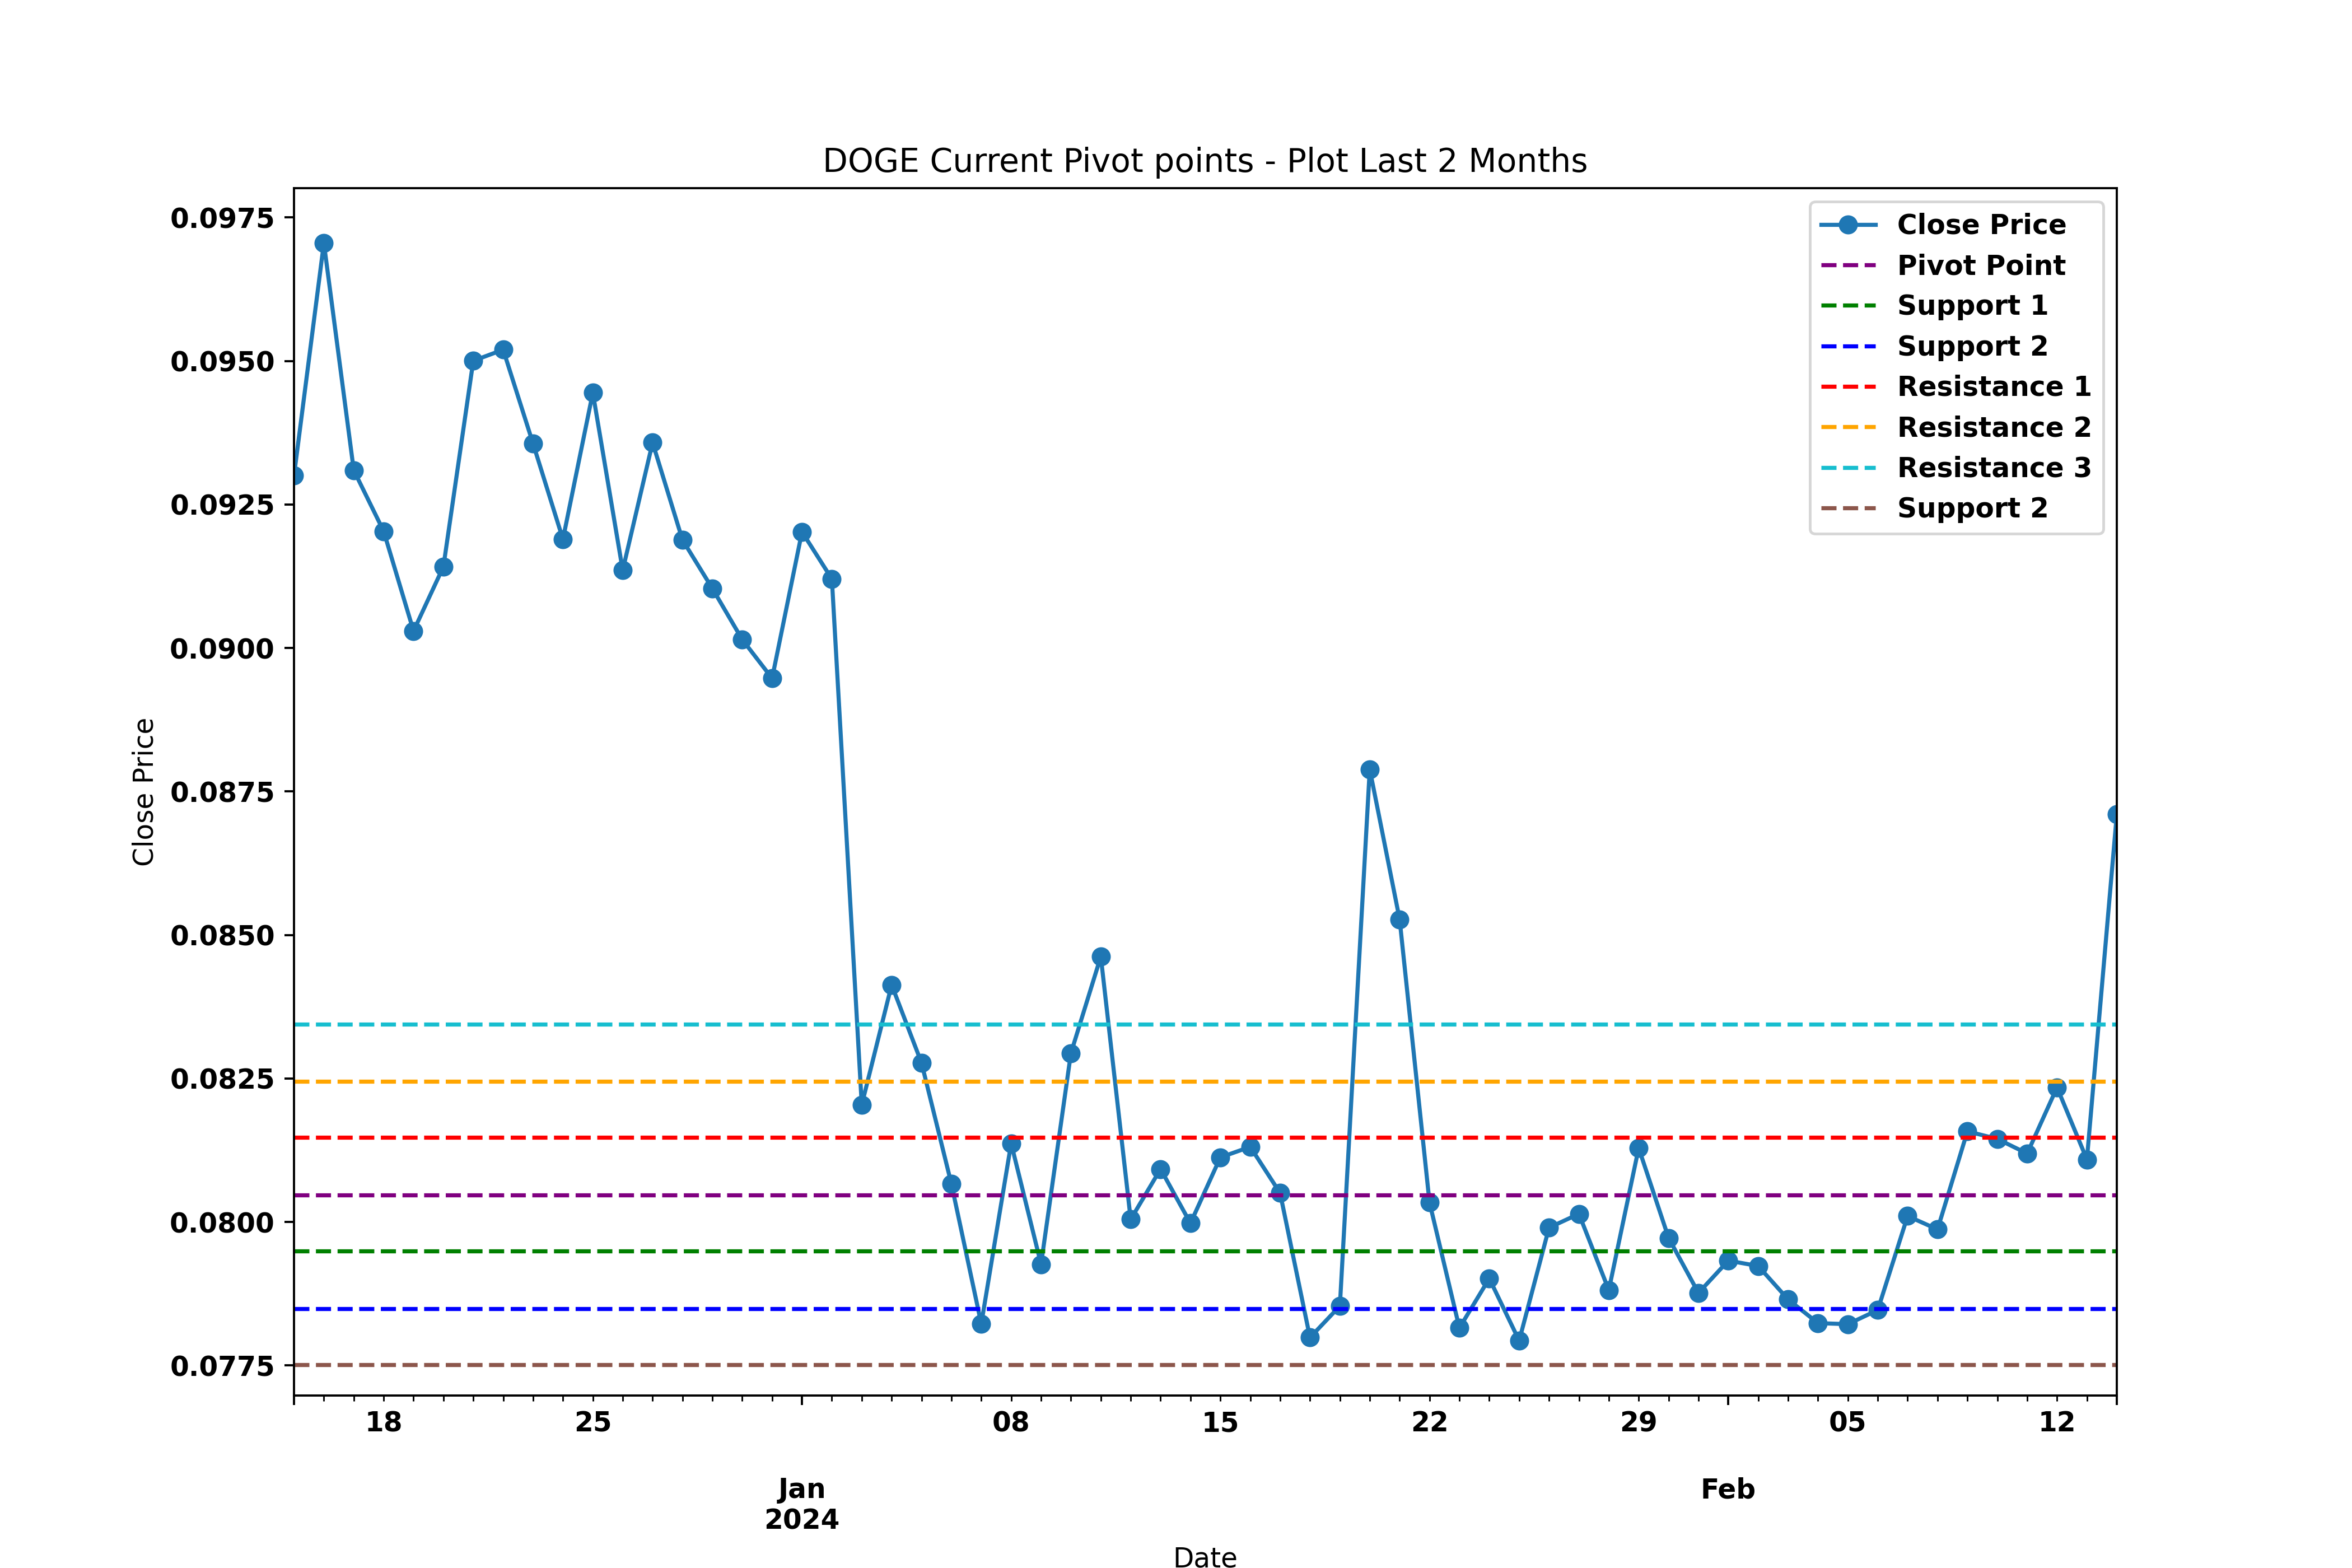 DOGE Current Pivot points - Plot Last 2 Months
0.0975
0.0950
0.0925
0.0900
0.0875
0.0850
0.0825
0.0800
0.0775
Close Price
Close Price
Pivot Point
Support 1
Support 2
Resistance 1
Resistance 2
Resistance 3
Support 2
18 25 08 15 22 29 05 12
Jan Feb
2024
Date